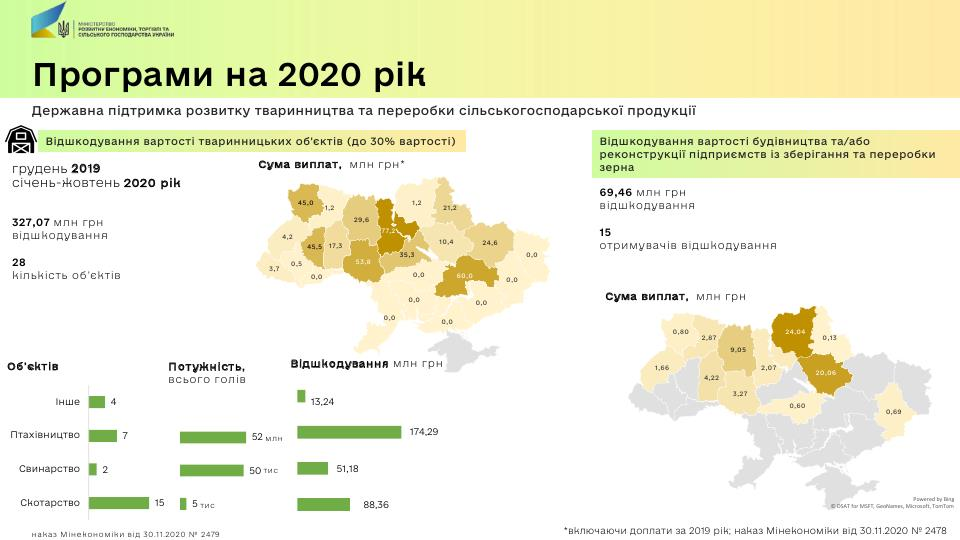 МІНІСТЕРСТВО
РОЗВИТКУ ЕКОНОМІКИ, ТОРГІВЛІ ТА
СІЛЬСЬКОГО ГОСПОДАРСТВА УКРАЇНИ
Програми на 2020 рік
Державна підтримка розвитку тваринництва та переробки сільськогосподарської продукції
Відшкодування вартості тваринницьких об'єктів (до 30% вартості)
грудень 2019
січень-жовтень 2020 рік
327,07 млн грн
відшкодування
28
кількість об'єктів
Сума виплат, млн грн*
45,0
1,2
29,6
77,2
1,2
21,2
4,2
45,5
17,3
53,8
35,3
10,4
24,6
0,0
3,7
0,5
0,0
0,0
60,0
0,0
0,0
0,0
0,0
0,0
Об'єктів
Потужність,
всього голів
Відшкодування млн грн
Інше 4 13,24
Птахівництво 7 52 млн 174,29
Свинарство 2 50 тис 51,18
Скотарство 15 5 тис 88,36
наказ Мінекономіки від 30.11.2020 № 2479
Відшкодування вартості будівництва та/або
реконструкції підприємств із зберігання та переробки
зерна
69,46 млн грн
відшкодування
15
отримувачів відшкодування
Сума виплат, млн грн
0,80
2,87
9,05
24,04
0,13
1,66
4,22
2,07
20,06
3,27
0,60
0,69
Powered by Bing
© DSAT for MSFT, GeoNames, Microsoft, TomTom
*включаючи доплати за 2019 рік; наказ Мінекономіки від 30.11.2020 № 2478